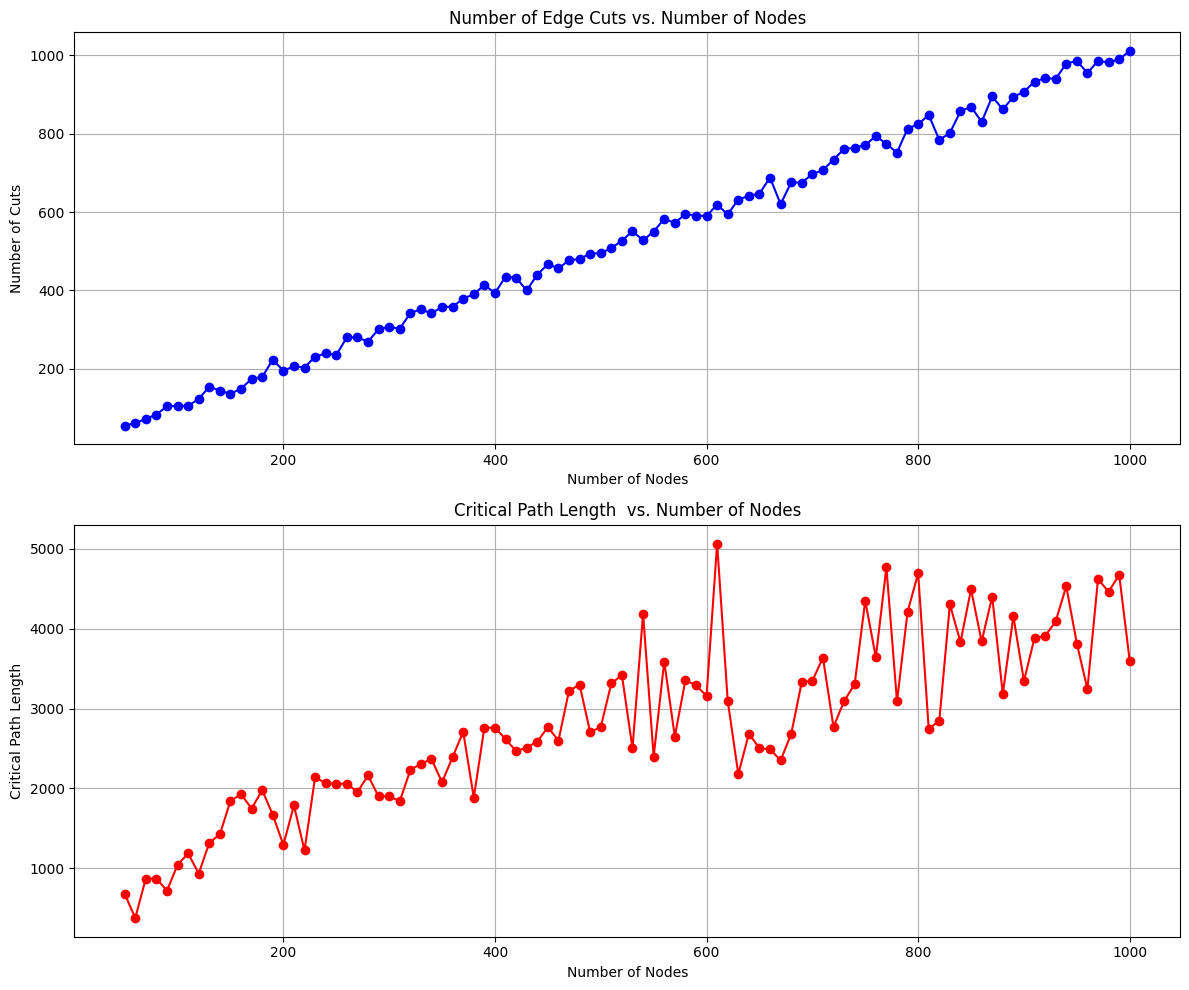 Number of Edge Cuts vs. Number of Nodes
1000
800
600
400
200
Number of Cuts
200 400 600 800 1000
Number of Nodes
Critical Path Length  vs. Number of Nodes
5000
4000
3000
2000
1000
Critical Path Length
200 400 600 800 1000
Number of Nodes